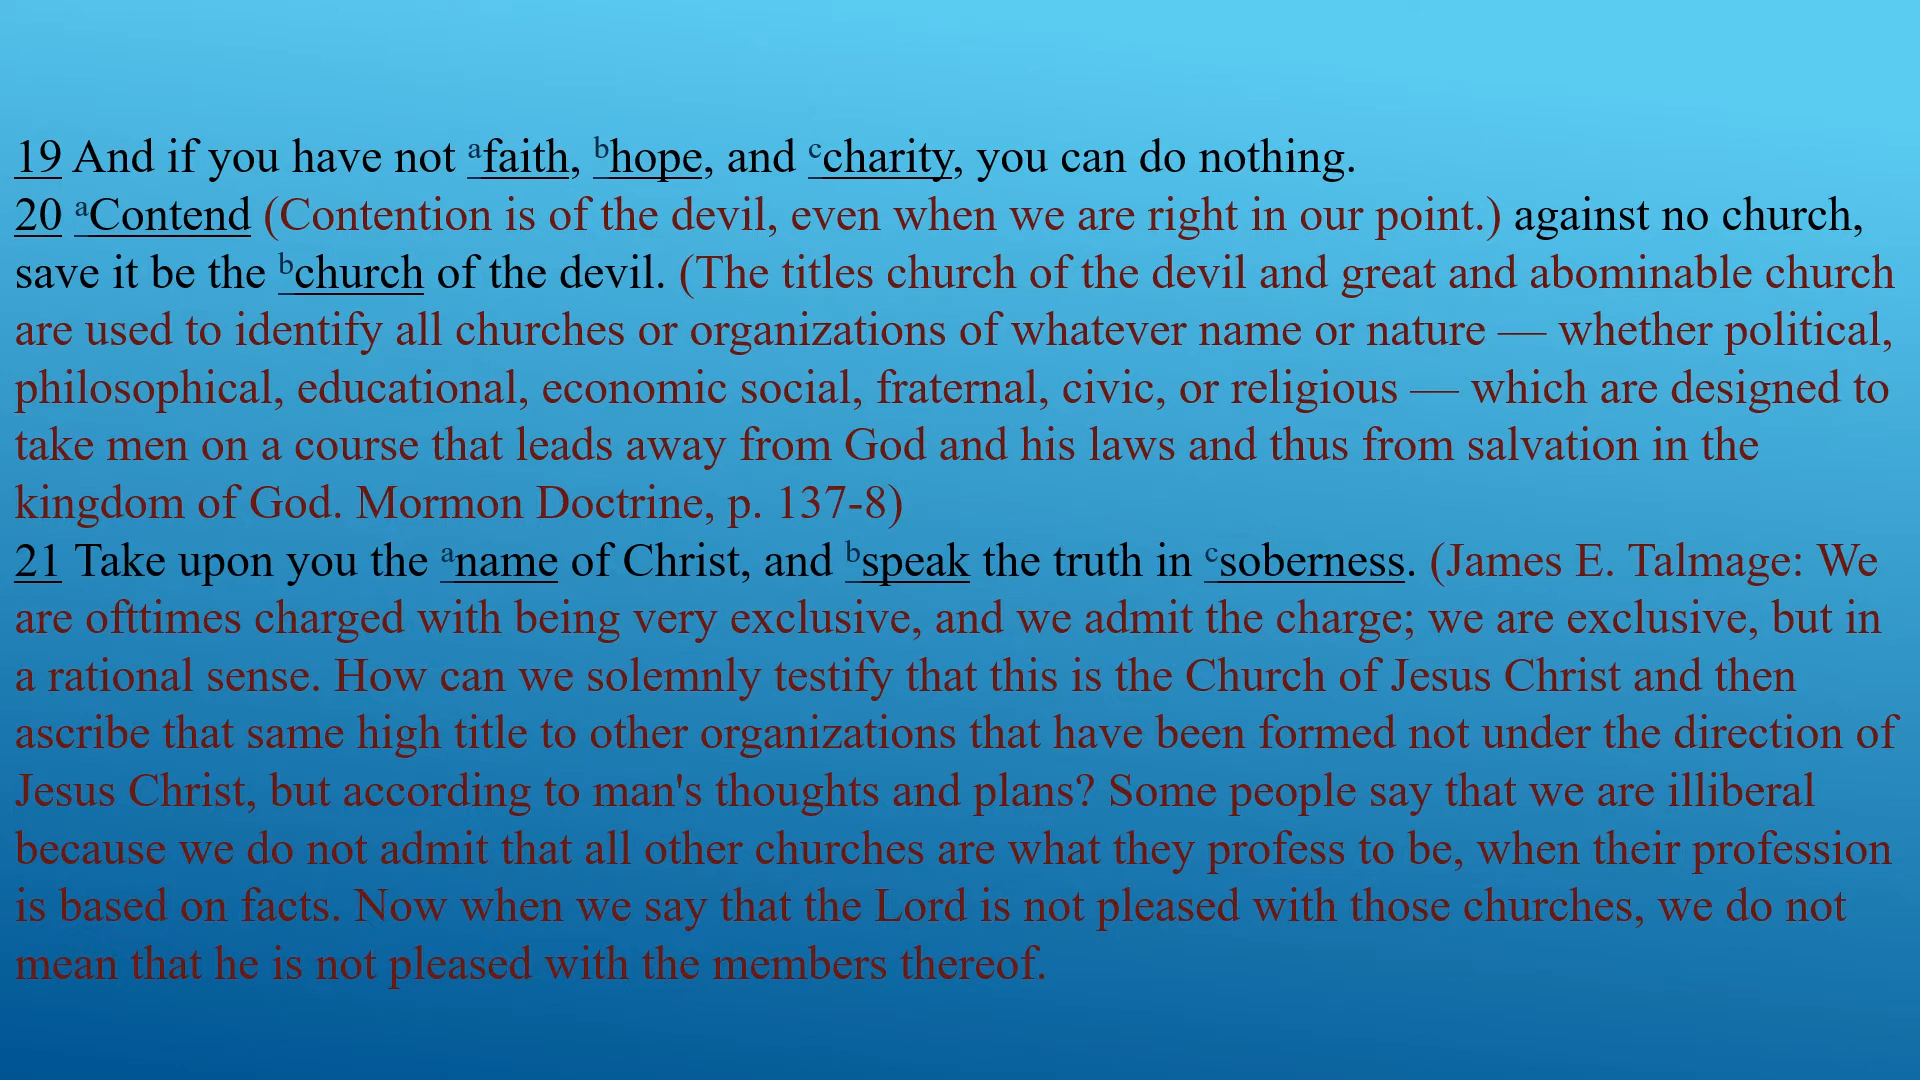 19 And if you have not afaith, bhope, and ccharity, you can do nothing.
20 aContend (Contention is of the devil, even when we are right in our point.) against no church,
save it be the bchurch of the devil. (The titles church of the devil and great and abominable church
are used to identify all churches or organizations of whatever name or nature — whether political,
philosophical, educational, economic social, fraternal, civic, or religious — which are designed to
take men on a course that leads away from God and his laws and thus from salvation in the
kingdom of God. Mormon Doctrine, p. 137-8)
21 Take upon you the aname of Christ, and bspeak the truth in csoberness. (James E. Talmage: We
are ofttimes charged with being very exclusive, and we admit the charge; we are exclusive, but in
a rational sense. How can we solemnly testify that this is the Church of Jesus Christ and then
ascribe that same high title to other organizations that have been formed not under the direction of
Jesus Christ, but according to man's thoughts and plans? Some people say that we are illiberal
because we do not admit that all other churches are what they profess to be, when their profession
is based on facts. Now when we say that the Lord is not pleased with those churches, we do not
mean that he is not pleased with the members thereof.